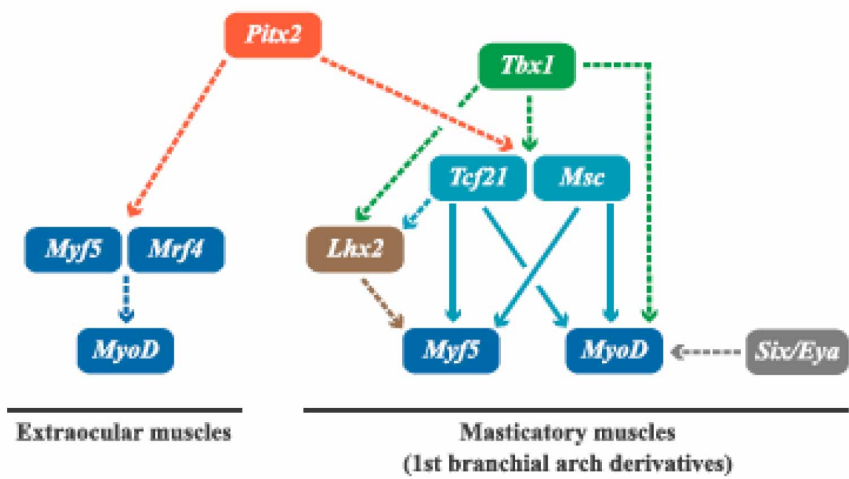 Pitx2
Tbx1
Tcf21 Msc
Myf5 Mrf4 Lhx2
MyoD Myf5 MyoD Six/Eya
Extraocular muscles Masticatory muscles
(1st branchial arch derivatives)